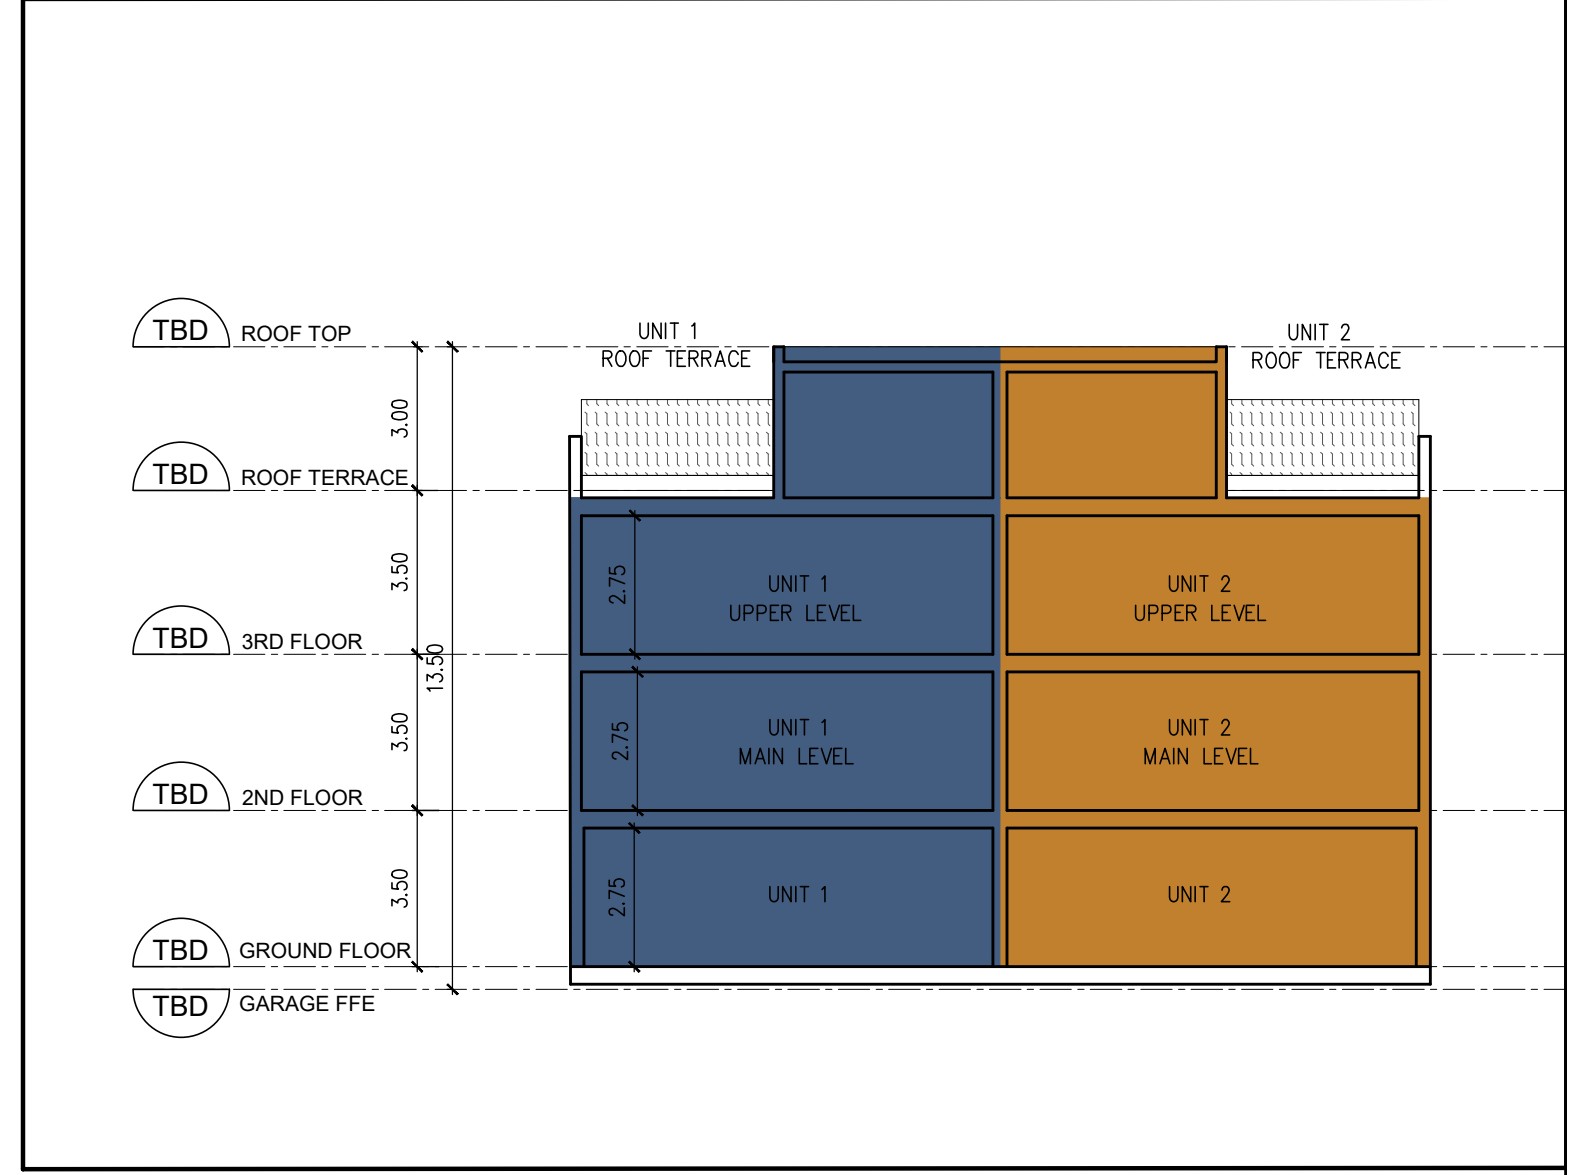 TBD ROOF TOP
UNIT 1
ROOF TERRACE
UNIT 2
ROOF TERRACE
3.00
TBD ROOF TERRACE
3.50
2.75
UNIT 1
UPPER LEVEL
UNIT 2
UPPER LEVEL
TBD 3RD FLOOR
13.50
3.50
2.75
UNIT 1
MAIN LEVEL
UNIT 2
MAIN LEVEL
TBD 2ND FLOOR
3.50
2.75
UNIT 1
UNIT 2
TBD GROUND FLOOR
TBD GARAGE FFE